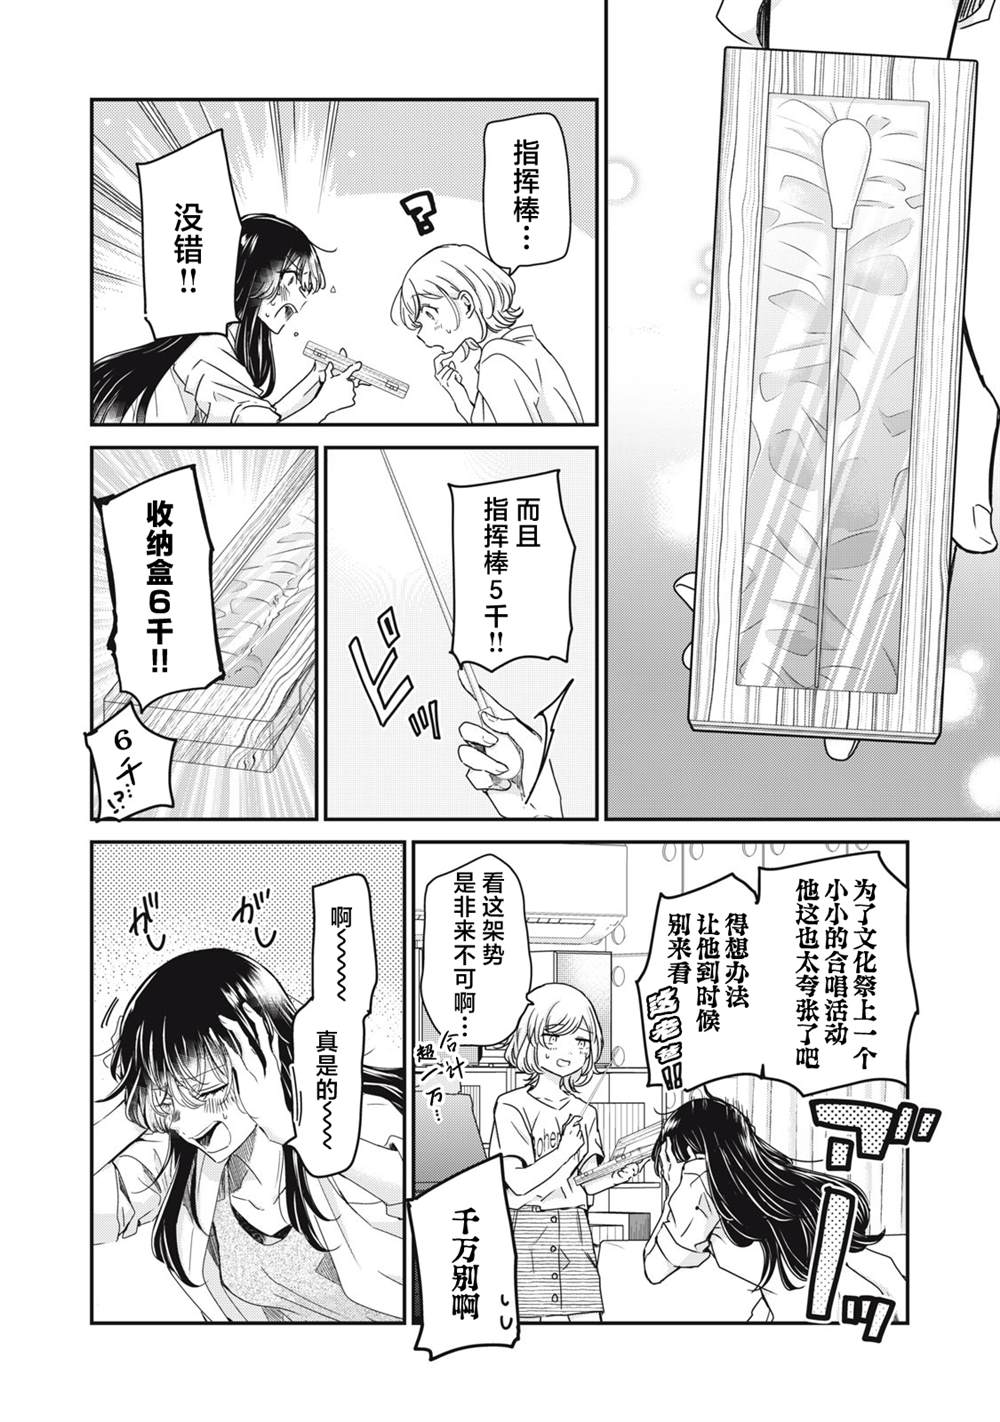 指挥棒…
没错!!
而且
指挥棒5千!!
收纳盒6千!!
6千…
!?
为了文化祭上一个
小小的合唱活动
他这也太夸张了吧
得想办法
让他到时候
别来看
这老爸!!
看这架势
是非来不可啊…
合计
超一万…
千万别啊
啊~~~~
真是的~~~